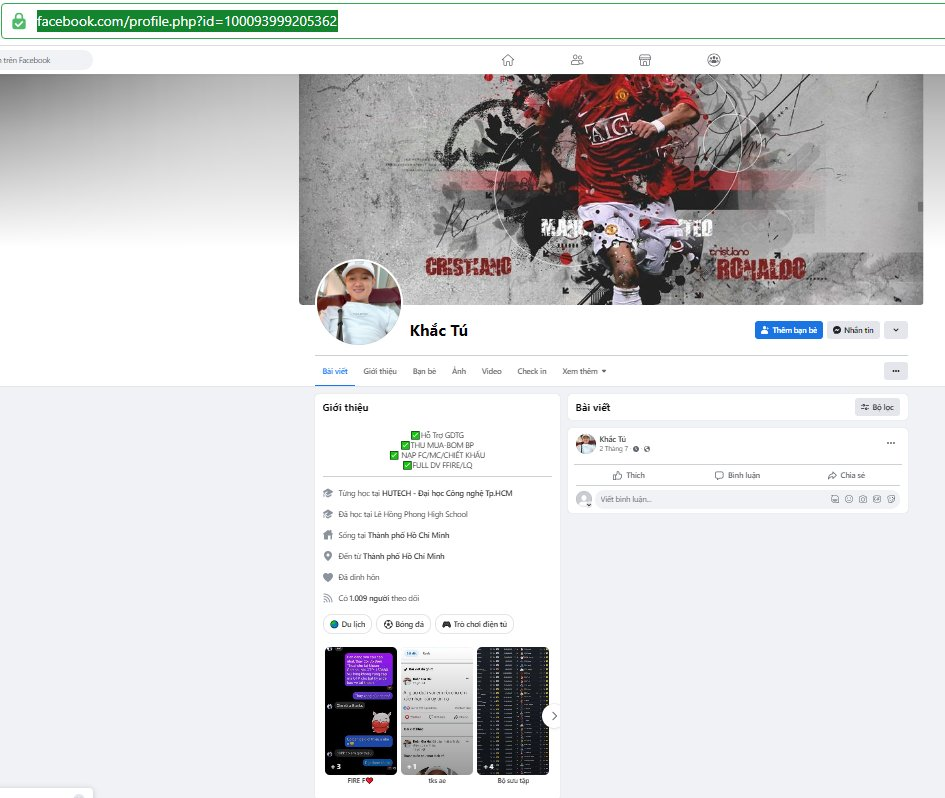 facebook.com/profile.php?id=100093999205362
trên Facebook
AIG
CRISTIANO
cristiano
RONALDO
Khắc Tú
Thêm bạn bè
Nhắn tin
Bài viết
Giới thiệu
Bạn bè
Ảnh
Video
Check in
Xem thêm
Giới thiệu
✅Hỗ Trợ GDTG
✅THU MUA-BƠM BP
✅ NẠP FC/MC/CHIẾT KHẤU
✅FULL DV FFIRE/LQ
Từng học tại HUTECH - Đại học Công nghệ Tp.HCM
Đã học tại Lê Hồng Phong High School
Sống tại Thành phố Hồ Chí Minh
Đến từ Thành phố Hồ Chí Minh
Đã đính hôn
Có 1.009 người theo dõi
Du lịch
Bóng đá
Trò chơi điện tử
+3
+1
+4
FIRE F❤️
tks ae
Bộ sưu tập
Bài viết
Bộ lọc
Khắc Tú
2 Tháng 7
Thích
Bình luận
Chia sẻ
Viết bình luận...